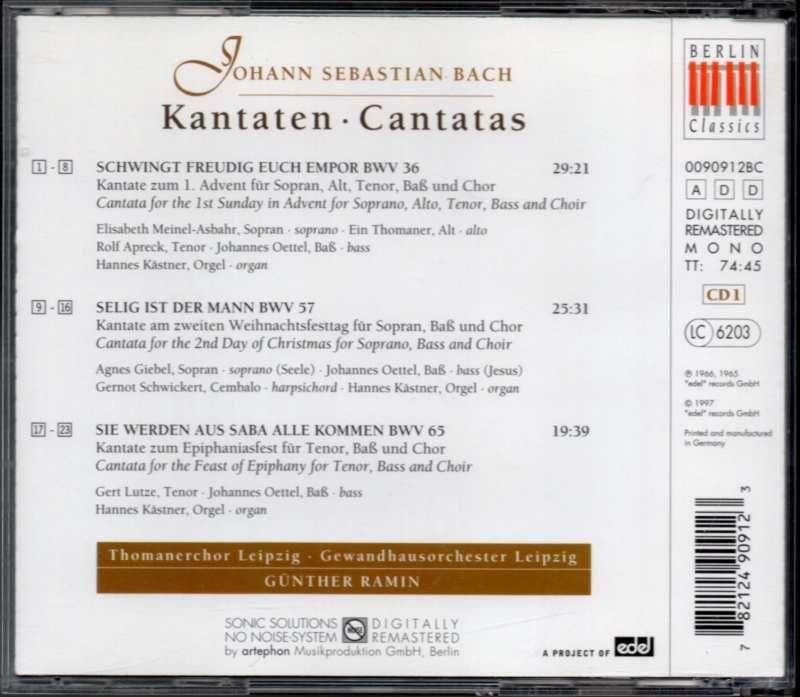 JOHANN SEBASTIAN BACH
Kantaten · Cantatas
1 - 8 SCHWINGT FREUDIG EUCH EMPOR BWV 36 29:21
Kantate zum 1. Advent für Sopran, Alt, Tenor, Baß und Chor
Cantata for the 1st Sunday in Advent for Soprano, Alto, Tenor, Bass and Choir
Elisabeth Meinel-Asbahr, Sopran · soprano · Ein Thomaner, Alt · alto
Rolf Apreck, Tenor · Johannes Oettel, Baß · bass
Hannes Kästner, Orgel · organ
9 - 16 SELIG IST DER MANN BWV 57 25:31
Kantate am zweiten Weihnachtsfesttag für Sopran, Baß und Chor
Cantata for the 2nd Day of Christmas for Soprano, Bass and Choir
Agnes Giebel, Sopran · soprano (Seele) · Johannes Oettel, Baß · bass (Jesus)
Gernot Schwickert, Cembalo · harpsichord · Hannes Kästner, Orgel · organ
17 - 23 SIE WERDEN AUS SABA ALLE KOMMEN BWV 65 19:39
Kantate zum Epiphaniasfest für Tenor, Baß und Chor
Cantata for the Feast of Epiphany for Tenor, Bass and Choir
Gert Lutze, Tenor · Johannes Oettel, Baß · bass
Hannes Kästner, Orgel · organ
Thomanerchor Leipzig · Gewandhausorchester Leipzig
GÜNTHER RAMIN
SONIC SOLUTIONS
NO NOISE-SYSTEM
NOISE
DIGITALLY
REMASTERED
by artephon Musikproduktion GmbH, Berlin
A PROJECT OF edel
BERLIN
Classics
0090912BC
A D D
DIGITALLY
REMASTERED
MONO
TT: 74:45
CD 1
LC 6203
℗ 1966, 1965
"edel" records GmbH
© 1997
"edel" records GmbH
Printed and manufactured
in Germany
7 82124 90912 3